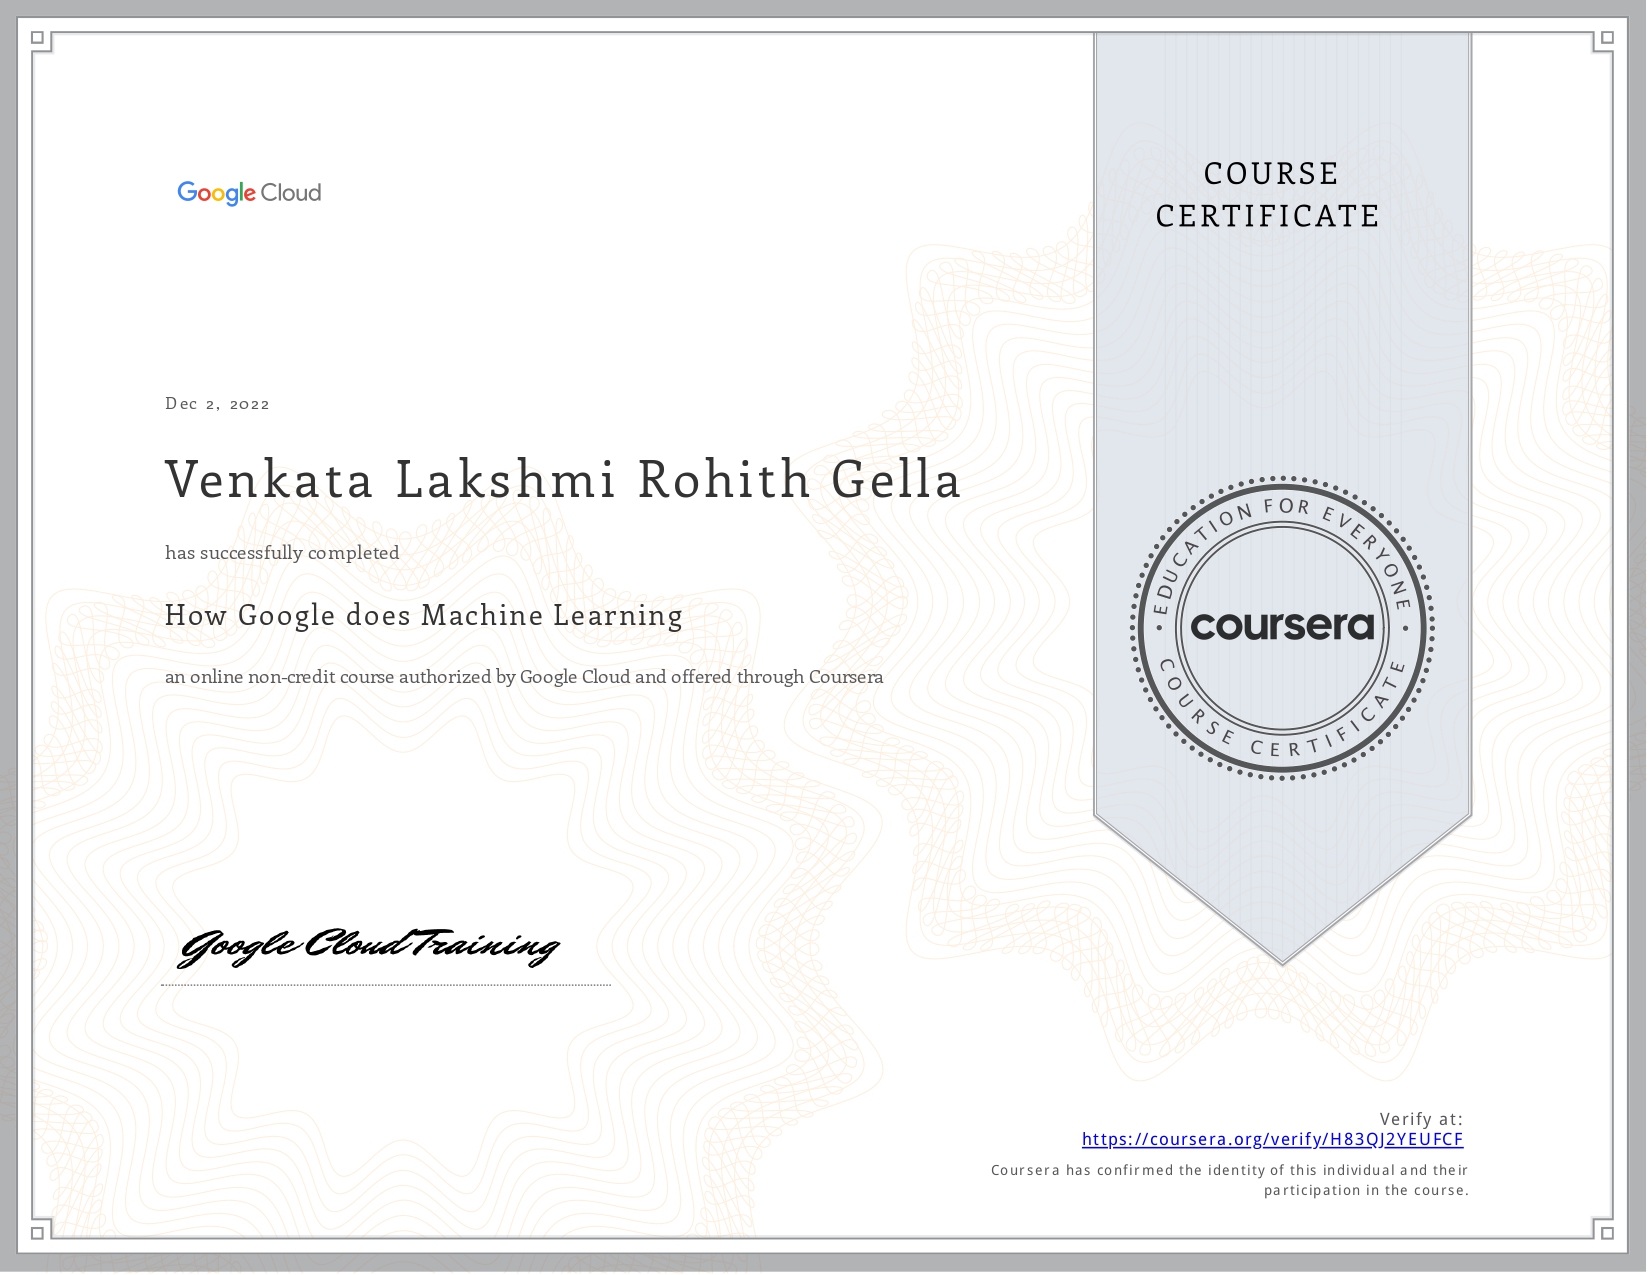 Google Cloud
COURSE
CERTIFICATE
Dec 2, 2022
Venkata Lakshmi Rohith Gella
has successfully completed
How Google does Machine Learning
an online non-credit course authorized by Google Cloud and offered through Coursera
EDUCATION FOR EVERYONE
coursera
COURSE CERTIFICATE
Google Cloud Training
Verify at:
https://coursera.org/verify/H83QJ2YEUFCF
Coursera has confirmed the identity of this individual and their
participation in the course.